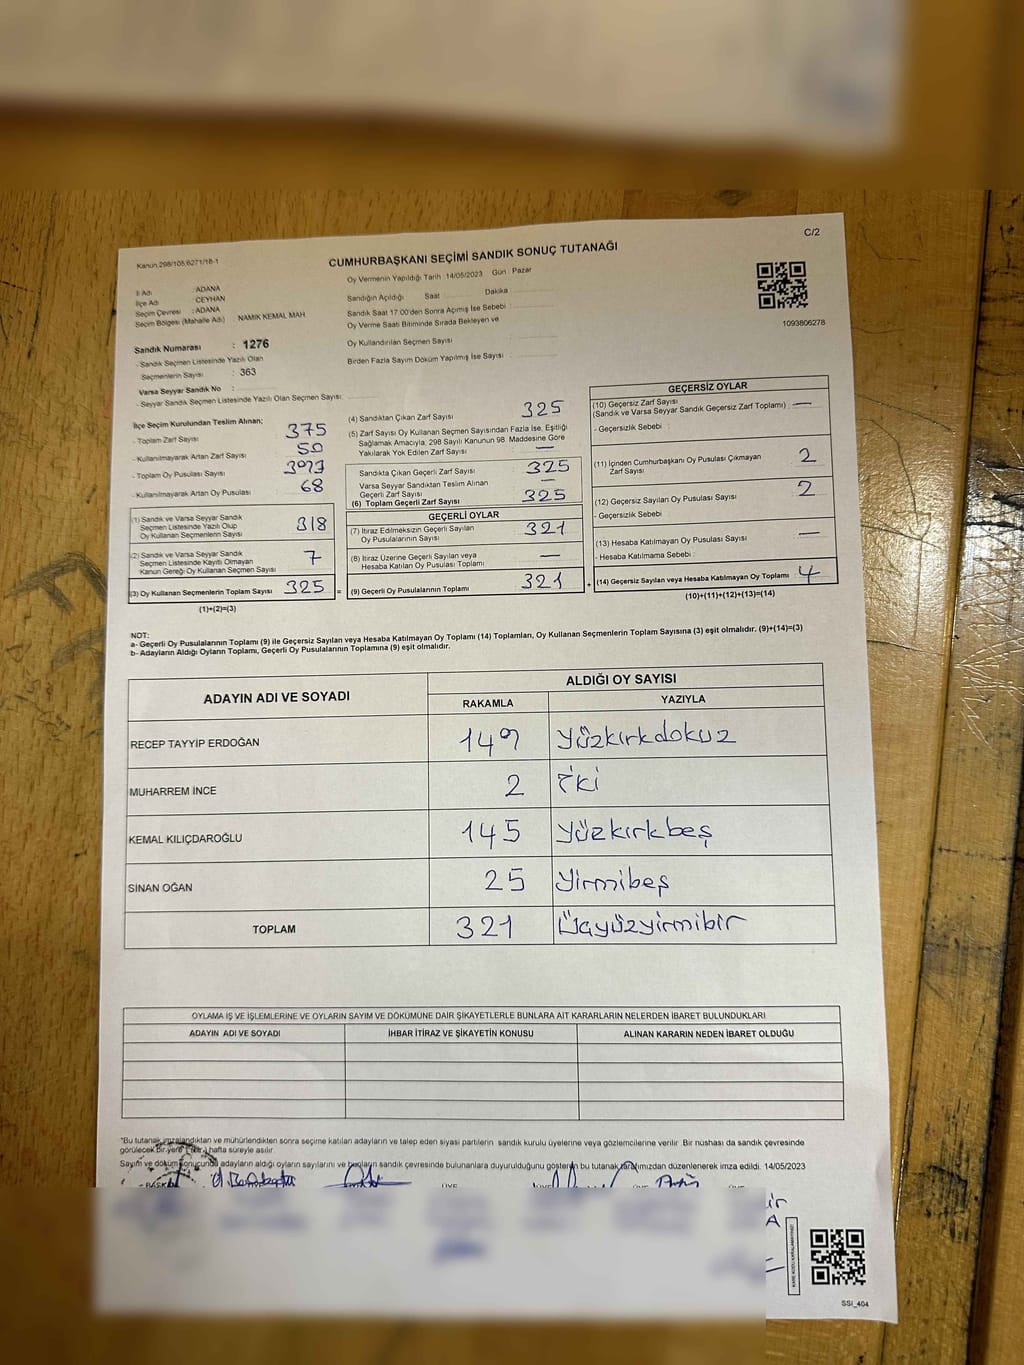 C/2
Kanun:298/105,6271/18-1
CUMHURBAŞKANI SEÇİMİ SANDIK SONUÇ TUTANAĞI
İl Adı : ADANA
İlçe Adı : CEYHAN
Seçim Çevresi : ADANA
Seçim Bölgesi (Mahalle Adı) : NAMIK KEMAL MAH
Sandık Numarası : 1276
- Sandık Seçmen Listesinde Yazılı Olan
Seçmenlerin Sayısı : 363
Varsa Seyyar Sandık No :
- Seyyar Sandık Seçmen Listesinde Yazılı Olan Seçmen Sayısı:
Oy Vermenin Yapıldığı Tarih : 14/05/2023 Gün : Pazar
Sandığın Açıldığı Saat Dakika
Sandık Saat 17:00'den Sonra Açılmış İse Sebebi :
Oy Verme Saati Bitiminde Sırada Bekleyen ve
Oy Kullandırılan Seçmen Sayısı :
Birden Fazla Sayım Döküm Yapılmış İse Sayısı :
1093806278
İlçe Seçim Kurulundan Teslim Alınan;
- Toplam Zarf Sayısı 375
- Kullanılmayarak Artan Zarf Sayısı 50
- Toplam Oy Pusulası Sayısı
- Kullanılmayarak Artan Oy Pusulası 68
(1) Sandık ve Varsa Seyyar Sandık
Seçmen Listesinde Yazılı Olup
Oy Kullanan Seçmenlerin Sayısı 318
(2) Sandık ve Varsa Seyyar Sandık
Seçmen Listesinde Kayıtlı Olmayan
Kanun Gereği Oy Kullanan Seçmen Sayısı 7
(3) Oy Kullanan Seçmenlerin Toplam Sayısı 325 =
(1)+(2)=(3)
(4) Sandıktan Çıkan Zarf Sayısı 325
(5) Zarf Sayısı Oy Kullanan Seçmen Sayısından Fazla İse, Eşitliği
Sağlamak Amacıyla, 298 Sayılı Kanunun 98. Maddesine Göre
Yakılarak Yok Edilen Zarf Sayısı —
Sandıkta Çıkan Geçerli Zarf Sayısı 325
Varsa Seyyar Sandıktan Teslim Alınan
Geçerli Zarf Sayısı —
(6) Toplam Geçerli Zarf Sayısı 325
GEÇERLİ OYLAR
(7) İtiraz Edilmeksizin Geçerli Sayılan
Oy Pusulalarının Sayısı 321
(8) İtiraz Üzerine Geçerli Sayılan veya
Hesaba Katılan Oy Pusulası Toplamı —
(9) Geçerli Oy Pusulalarının Toplamı 321 +
GEÇERSİZ OYLAR
(10) Geçersiz Zarf Sayısı
(Sandık ve Varsa Seyyar Sandık Geçersiz Zarf Toplamı) —
- Geçersizlik Sebebi :
(11) İçinden Cumhurbaşkanı Oy Pusulası Çıkmayan
Zarf Sayısı 2
(12) Geçersiz Sayılan Oy Pusulası Sayısı 2
- Geçersizlik Sebebi :
(13) Hesaba Katılmayan Oy Pusulası Sayısı —
- Hesaba Katılmama Sebebi :
(14) Geçersiz Sayılan veya Hesaba Katılmayan Oy Toplamı 4
(10)+(11)+(12)+(13)=(14)
NOT:
a- Geçerli Oy Pusulalarının Toplamı (9) ile Geçersiz Sayılan veya Hesaba Katılmayan Oy Toplamı (14) Toplamları, Oy Kullanan Seçmenlerin Toplam Sayısına (3) eşit olmalıdır. (9)+(14)=(3)
b- Adayların Aldığı Oyların Toplamı, Geçerli Oy Pusulalarının Toplamına (9) eşit olmalıdır.
ADAYIN ADI VE SOYADI ALDIĞI OY SAYISI
RAKAMLA YAZIYLA
RECEP TAYYİP ERDOĞAN 149 Yüzkırkdokuz
MUHARREM İNCE 2 İki
KEMAL KILIÇDAROĞLU 145 Yüzkırkbeş
SİNAN OĞAN 25 Yirmibeş
TOPLAM 321 Üçyüzyirmibir
OYLAMA İŞ VE İŞLEMLERİNE VE OYLARIN SAYIM VE DÖKÜMÜNE DAİR ŞİKAYETLERLE BUNLARA AİT KARARLARIN NELERDEN İBARET BULUNDUKLARI
ADAYIN ADI VE SOYADI İHBAR İTİRAZ VE ŞİKAYETİN KONUSU ALINAN KARARIN NEDEN İBARET OLDUĞU
"Bu tutanak imzalandıktan ve mühürlendikten sonra seçime katılan adayların ve talep eden siyasi partilerin sandık kurulu üyelerine veya gözlemcilerine verilir. Bir nüshası da sandık çevresinde
görülecek bir yere hafta süreyle asılır.
Sayım ve döküm sonucunda adayların aldığı oyların sayılarını ve bunların sandık çevresinde bulunanlara duyurulduğunu gösteren bu tutanak tarafımızdan düzenlenerek imza edildi. 14/05/2023
SSİ_404